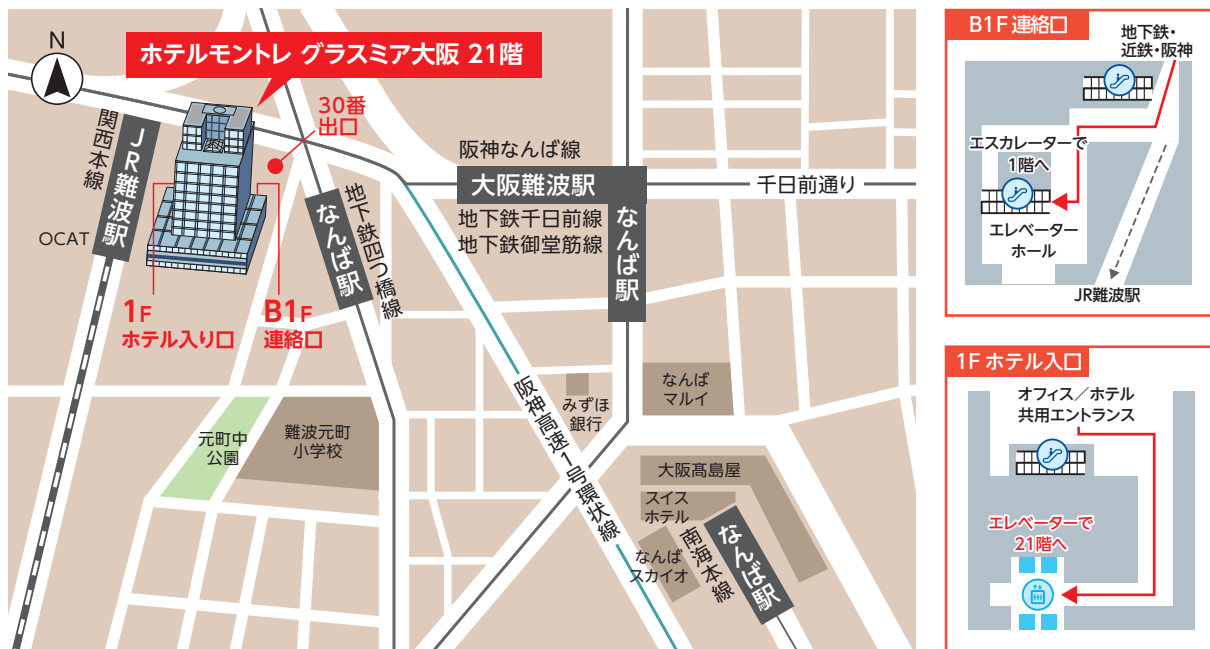 N
ホテルモントレ グラスミア大阪 21階
30番
出口
関西本線
JR難波駅
OCAT
1F
ホテル入り口
B1F
連絡口
なんば駅
地下鉄四つ橋線
阪神なんば線
大阪難波駅
地下鉄千日前線
地下鉄御堂筋線
なんば駅
千日前通り
元町中
公園
難波元町
小学校
阪神高速1号環状線
みずほ
銀行
なんば
マルイ
大阪髙島屋
スイス
ホテル
なんば
スカイオ
南海本線
なんば駅
B1F 連絡口
地下鉄・
近鉄・阪神
エスカレーターで
1階へ
エレベーター
ホール
JR難波駅
1F ホテル入口
オフィス／ホテル
共用エントランス
エレベーターで
21階へ